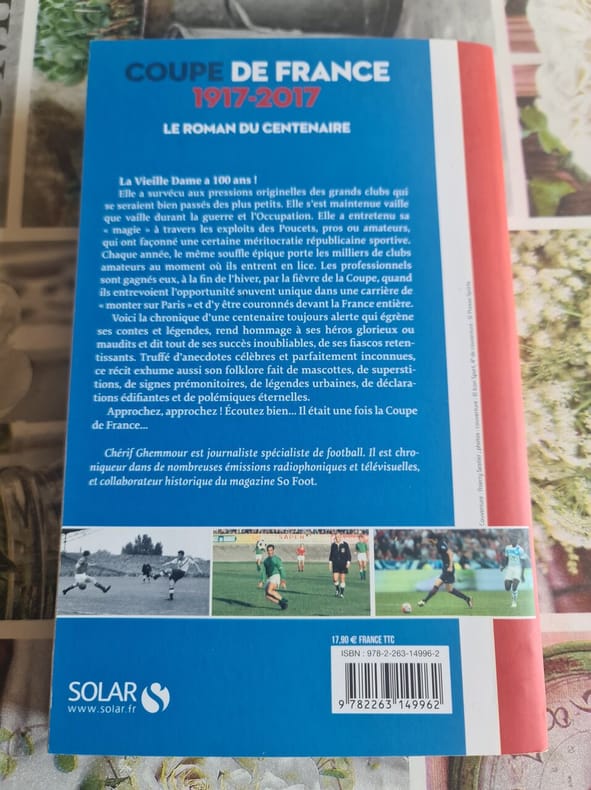 COUPE DE FRANCE
1917-2017
LE ROMAN DU CENTENAIRE
La Vieille Dame a 100 ans !
Elle a survécu aux pressions originelles des grands clubs qui
se seraient bien passés des plus petits. Elle s'est maintenue vaille
que vaille durant la guerre et l'Occupation. Elle a entretenu sa
« magie » à travers les exploits des Poucets, pros ou amateurs,
qui ont façonné une certaine méritocratie républicaine sportive.
Chaque année, le même souffle épique porte les milliers de clubs
amateurs au moment où ils entrent en lice. Les professionnels
sont gagnés eux, à la fin de l'hiver, par la fièvre de la Coupe, quand
ils entrevoient l'opportunité souvent unique dans une carrière de
« monter sur Paris » et d'y être couronnés devant la France entière.
Voici la chronique d'une centenaire toujours alerte qui égrène
ses contes et légendes, rend hommage à ses héros glorieux ou
maudits et dit tout de ses succès inoubliables, de ses fiascos reten-
tissants. Truffé d'anecdotes célèbres et parfaitement inconnues,
ce récit exhume aussi son folklore fait de mascottes, de supersti-
tions, de signes prémonitoires, de légendes urbaines, de déclara-
tions édifiantes et de polémiques éternelles.
Approchez, approchez ! Écoutez bien... Il était une fois la Coupe
de France...
Chérif Ghemmour est journaliste spécialiste de football. Il est chro-
niqueur dans de nombreuses émissions radiophoniques et télévisuelles,
et collaborateur historique du magazine So Foot.
17,90 € FRANCE TTC
ISBN : 978-2-263-14996-2
9 782263 149962
SOLAR
www.solar.fr